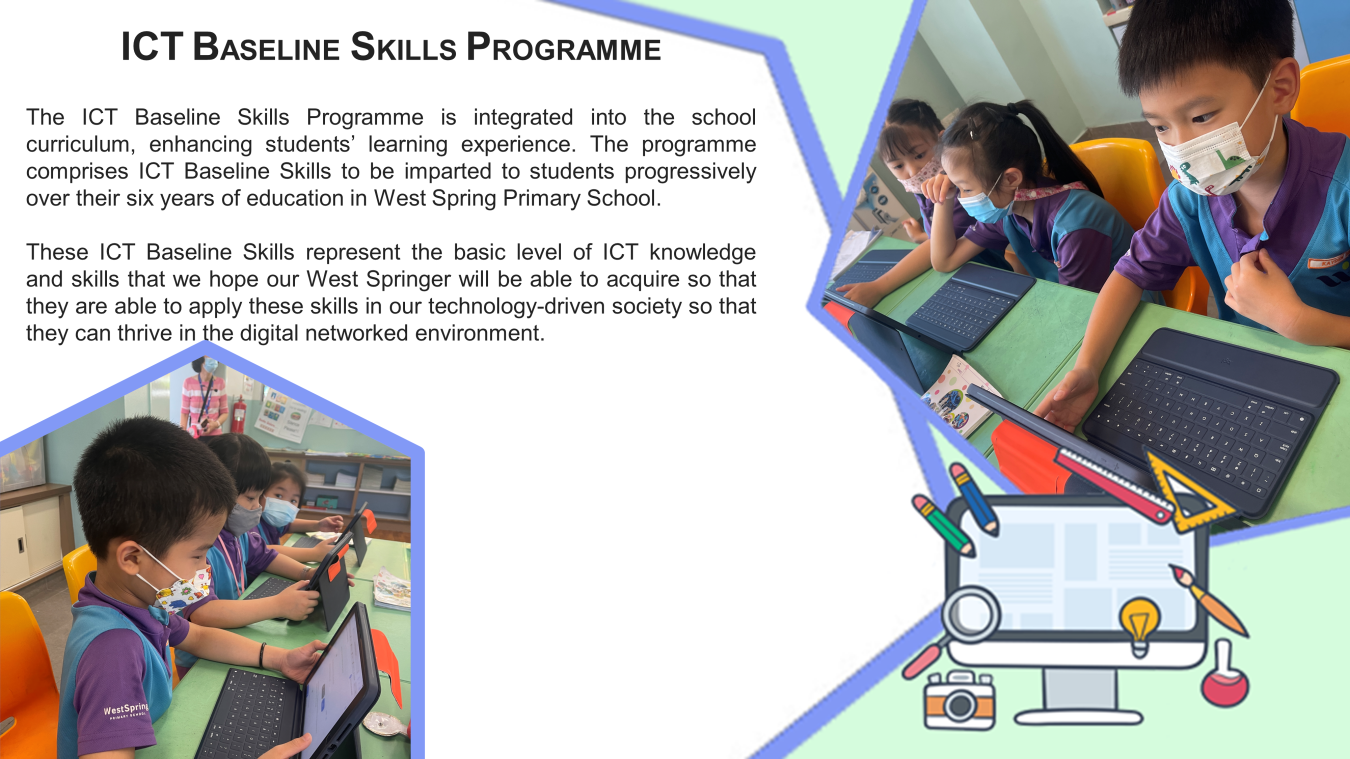 ICT BASELINE SKILLS PROGRAMME
The ICT Baseline Skills Programme is integrated into the school
curriculum, enhancing students’ learning experience. The programme
comprises ICT Baseline Skills to be imparted to students progressively
over their six years of education in West Spring Primary School.
These ICT Baseline Skills represent the basic level of ICT knowledge
and skills that we hope our West Springer will be able to acquire so that
they are able to apply these skills in our technology-driven society so that
they can thrive in the digital networked environment.
WestSpring
PRIMARY SCHOOL